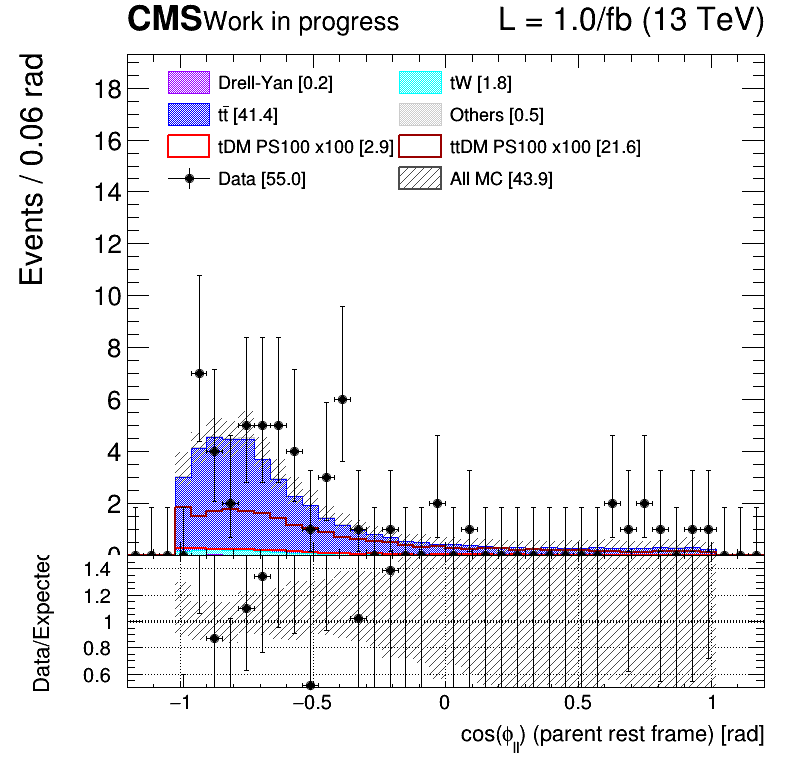 CMS Work in progress L = 1.0/fb (13 TeV)
Events / 0.06 rad
18
16
14
12
10
8
6
4
2
0
Drell-Yan [0.2]
tW [1.8]
tt̄ [41.4]
Others [0.5]
tDM PS100 x100 [2.9]
ttDM PS100 x100 [21.6]
Data [55.0]
All MC [43.9]
Data/Expected
1.4
1.2
1
0.8
0.6
−1 −0.5 0 0.5 1
cos(ϕ_ll) (parent rest frame) [rad]